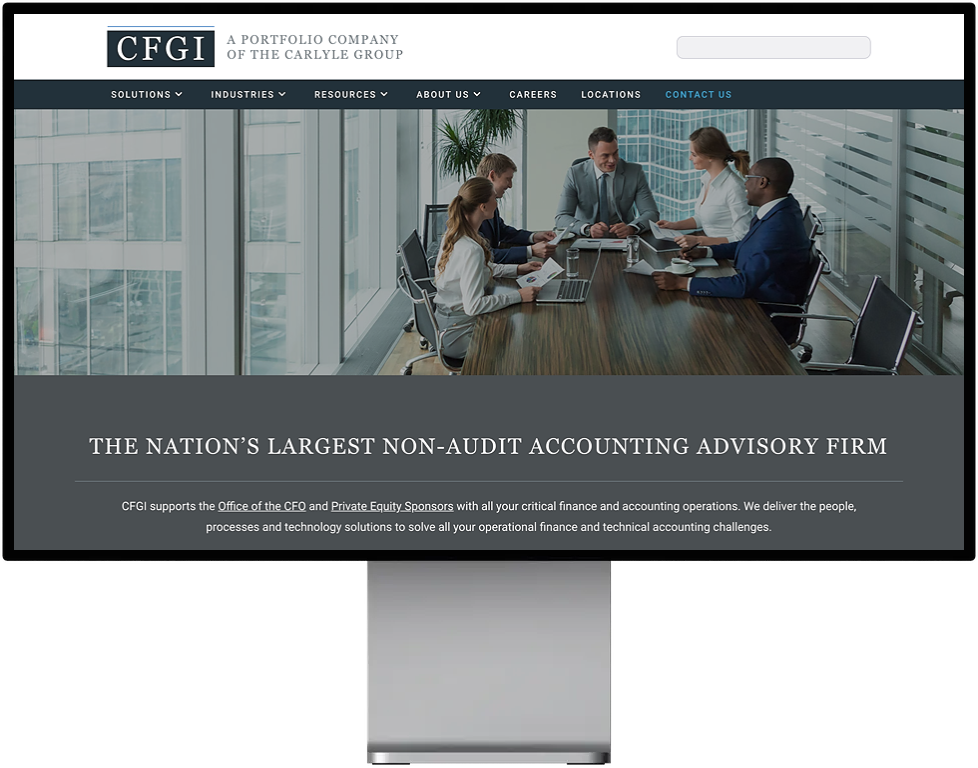 CFGI
A PORTFOLIO COMPANY
OF THE CARLYLE GROUP
SOLUTIONS INDUSTRIES RESOURCES ABOUT US CAREERS LOCATIONS CONTACT US
THE NATION’S LARGEST NON-AUDIT ACCOUNTING ADVISORY FIRM
CFGI supports the Office of the CFO and Private Equity Sponsors with all your critical finance and accounting operations. We deliver the people,
processes and technology solutions to solve all your operational finance and technical accounting challenges.